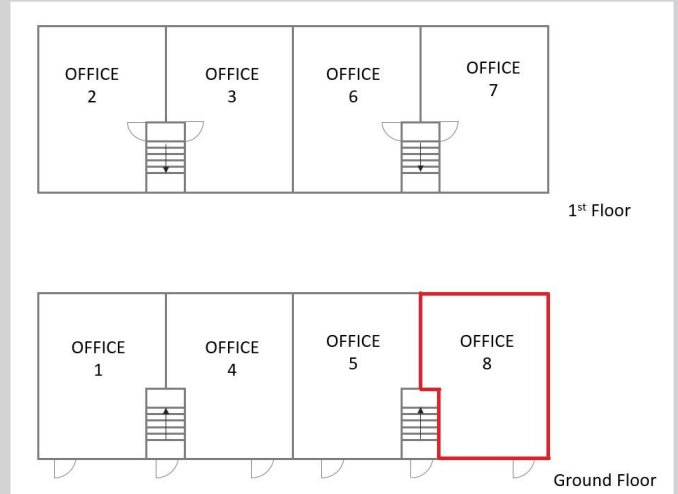 OFFICE
2
OFFICE
3
OFFICE
6
OFFICE
7
1st Floor
OFFICE
1
OFFICE
4
OFFICE
5
OFFICE
8
Ground Floor